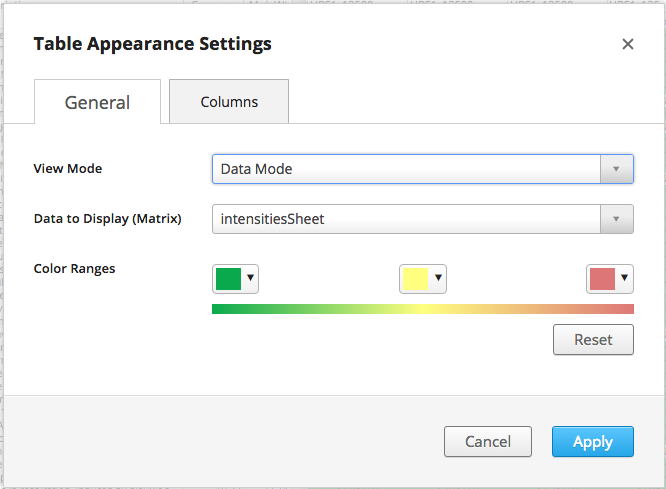 Table Appearance Settings
General
Columns
View Mode
Data Mode
Data to Display (Matrix)
intensitiesSheet
Color Ranges
Reset
Cancel
Apply